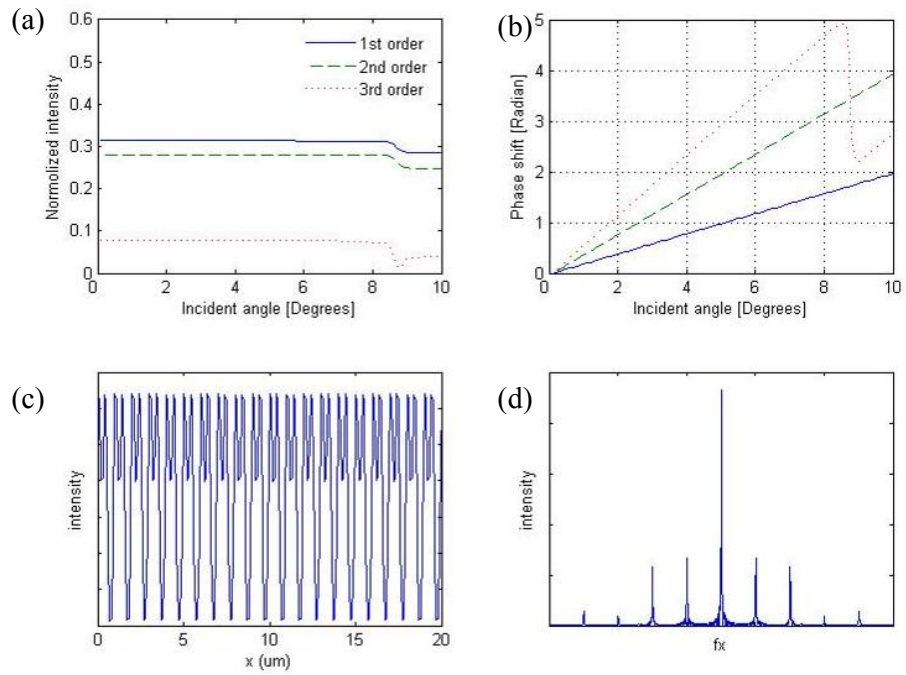 (a)
0.6
0.5
0.4
0.3
0.2
0.1
0
Normolized intensity
1st order
2nd order
3rd order
0 2 4 6 8 10
Incident angle [Degrees]
(b)
5
4
3
2
1
0
Phase shift [Radian]
0 2 4 6 8 10
Incident angle [Degrees]
(c)
intensity
0 5 10 15 20
x (um)
(d)
intensity
fx